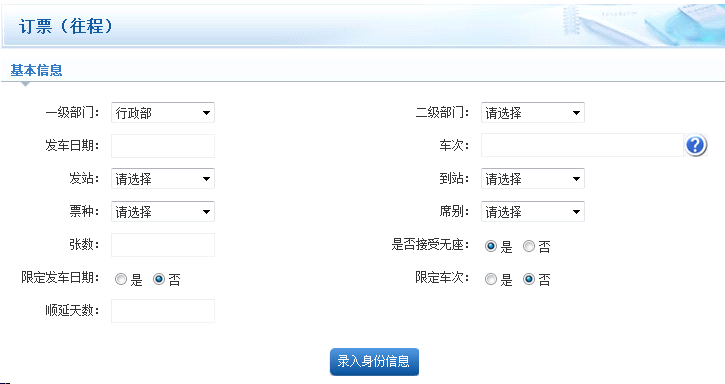 订票（往程）
基本信息
一级部门： 行政部 二级部门： 请选择
发车日期： 车次：
发站： 请选择 到站： 请选择
票种： 请选择 席别： 请选择
张数： 是否接受无座： 是 否
限定发车日期： 是 否 限定车次： 是 否
顺延天数：
录入身份信息